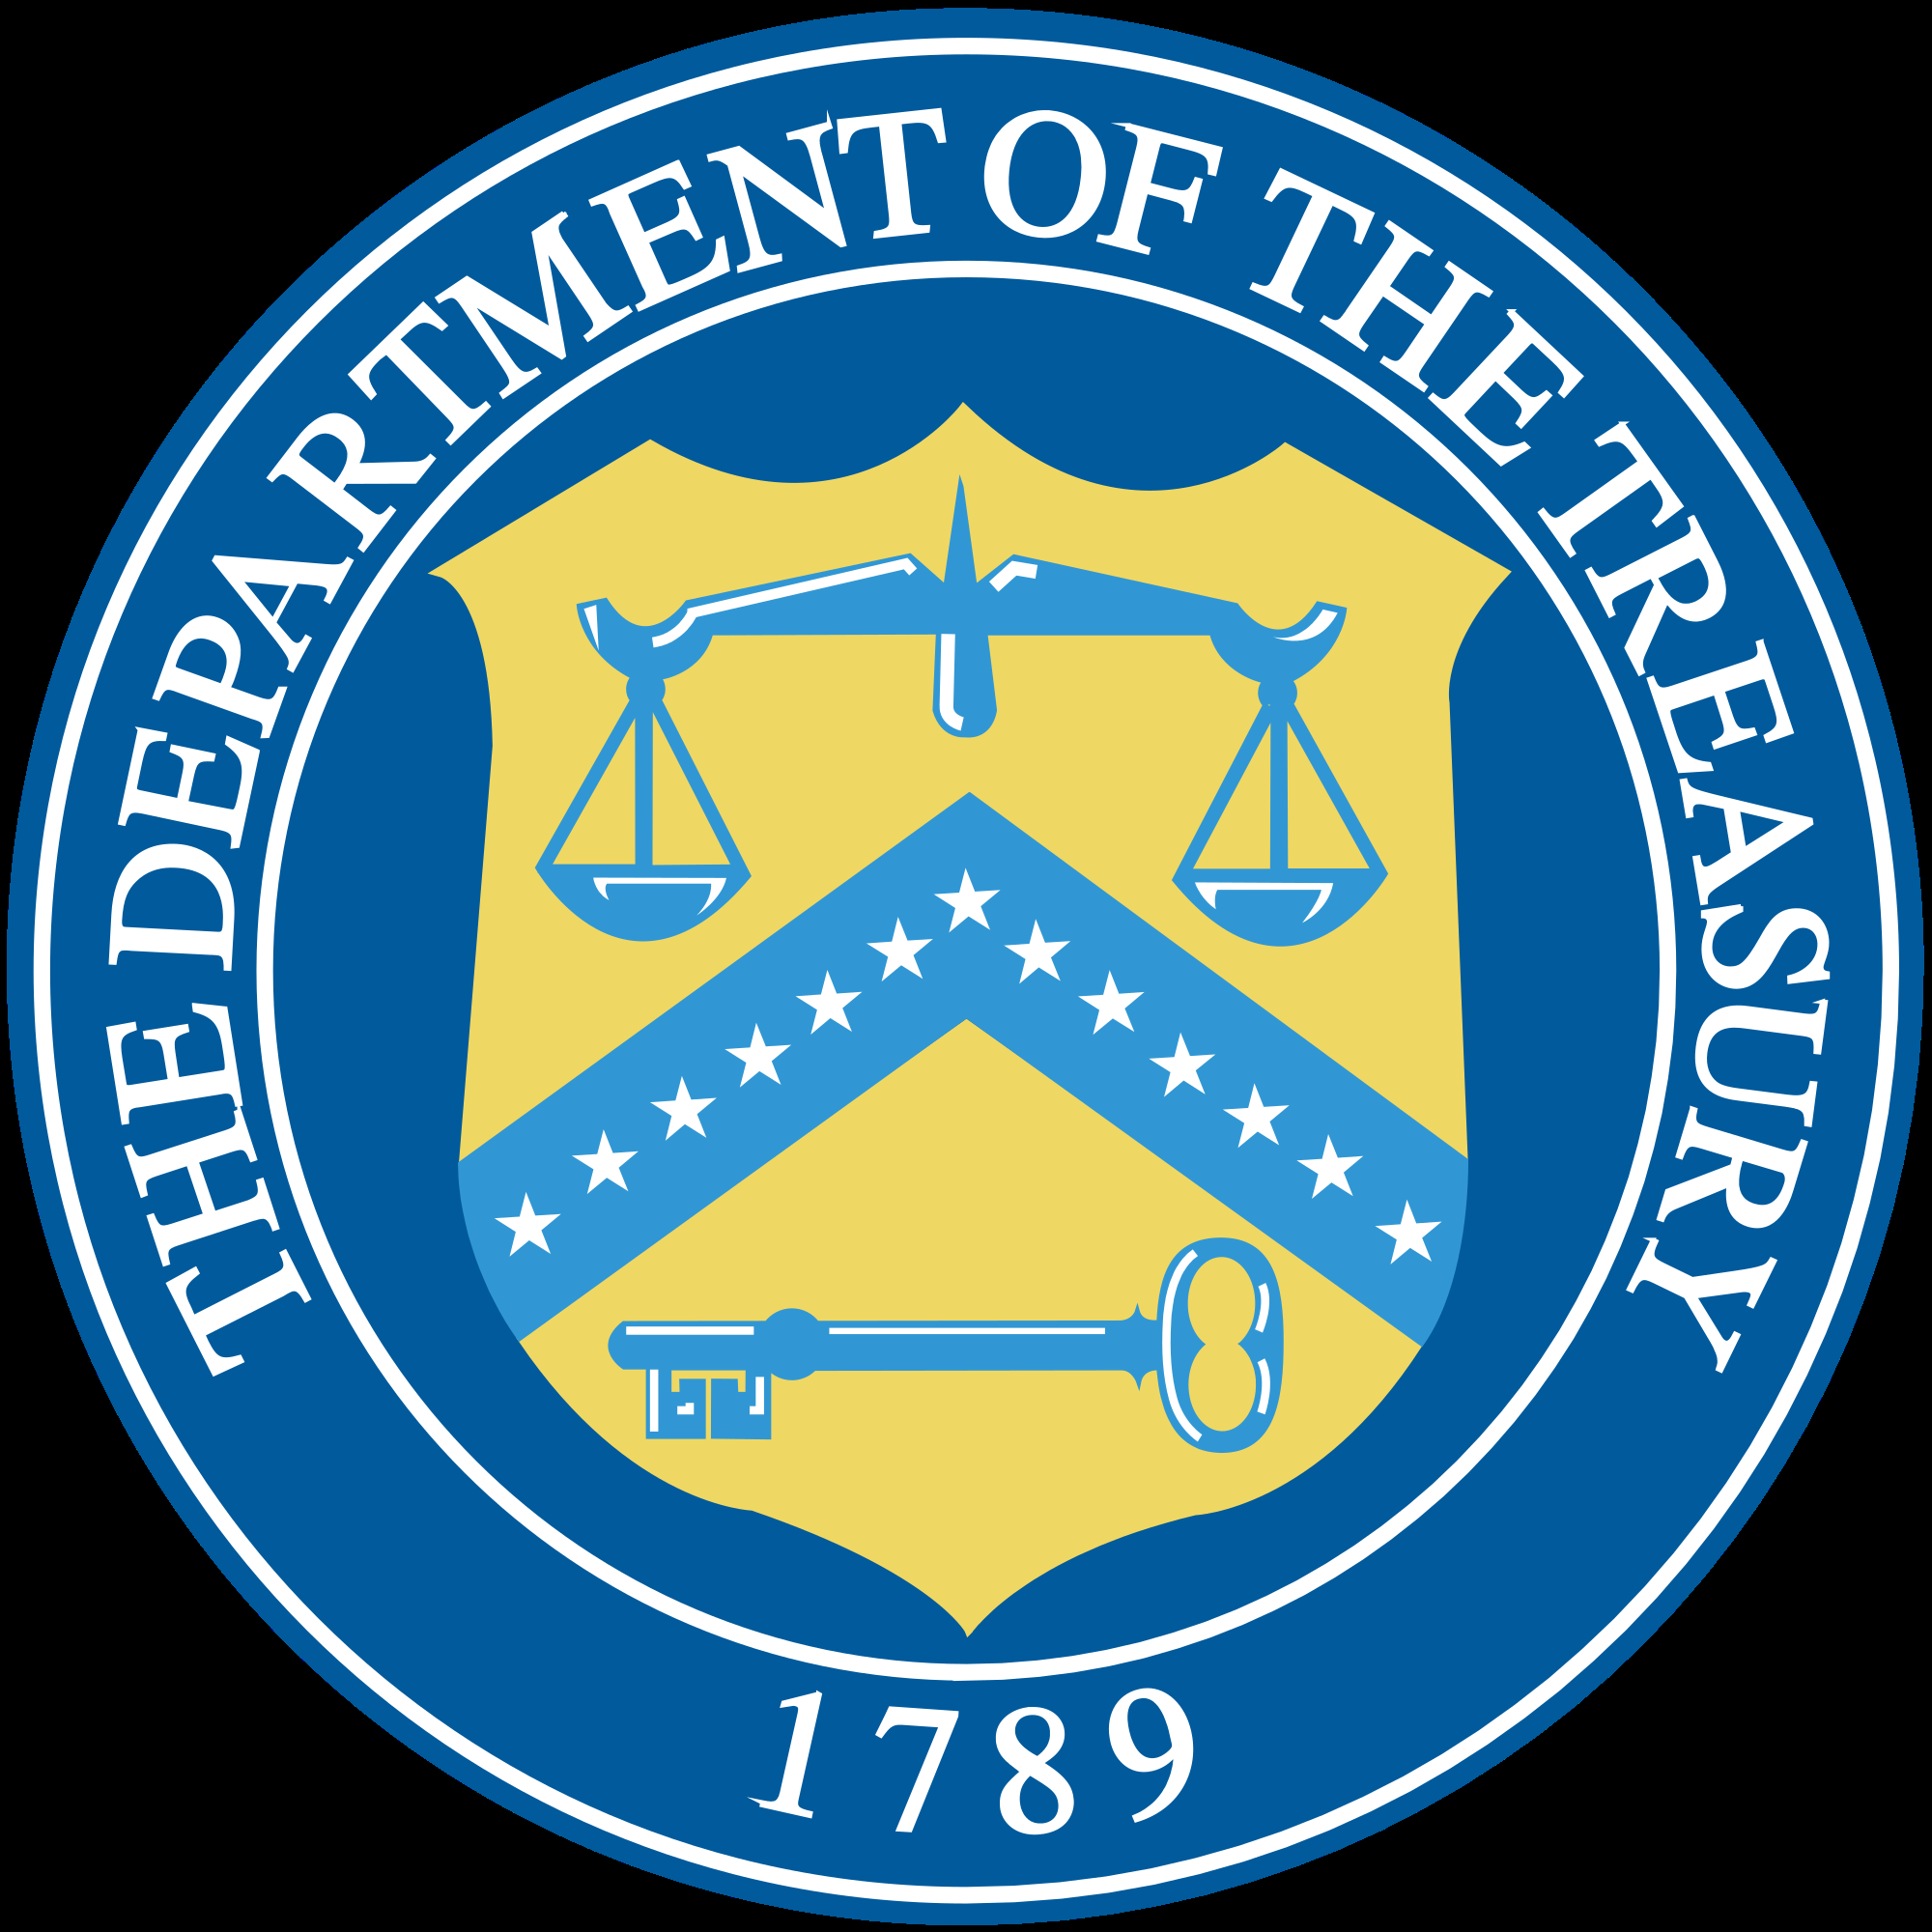 THE DEPARTMENT OF THE TREASURY
1789